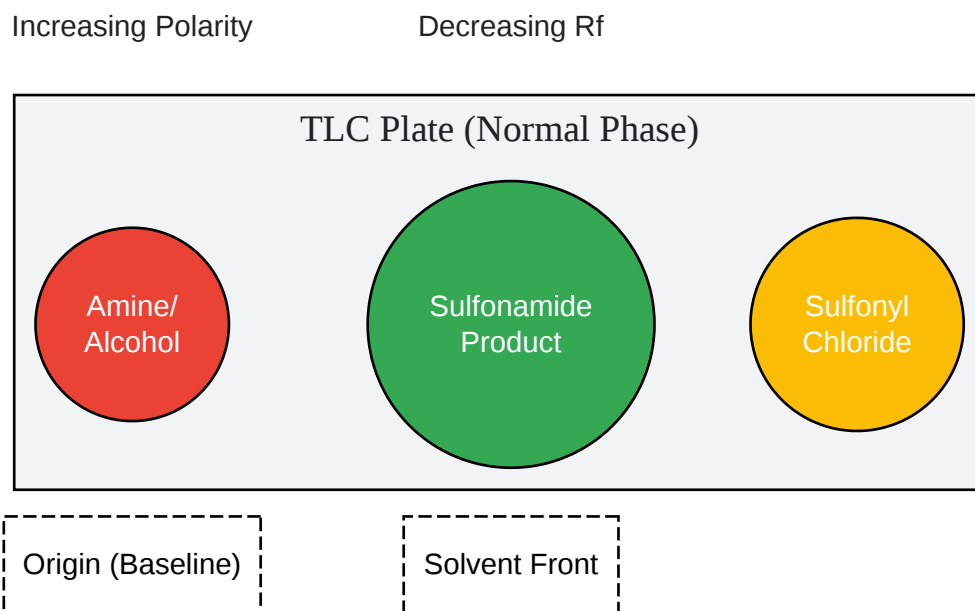 Increasing Polarity
Decreasing Rf
TLC Plate (Normal Phase)
Amine/
Alcohol
Sulfonamide
Product
Sulfonyl
Chloride
Origin (Baseline)
Solvent Front